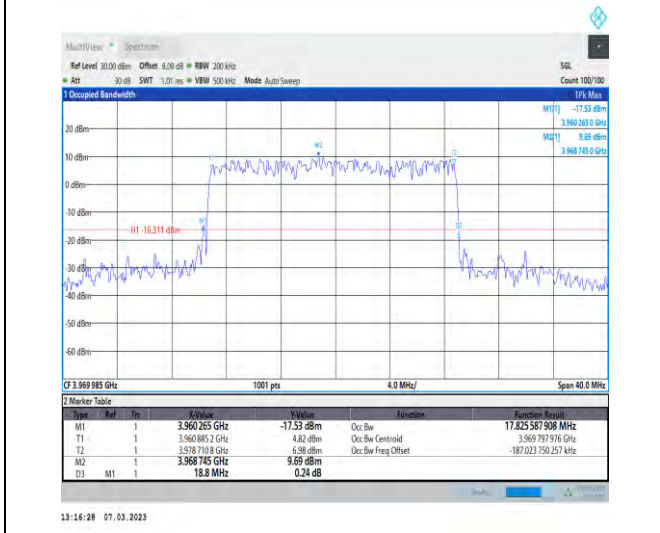 MultiView Spectrum
Ref Level 30.00 dBm Offset 8.00 dB RBW 200 kHz SGL
Att 30 dB SWT 1.01 ms VBW 500 kHz Mode Auto Sweep Count 100/100
1 Occupied Bandwidth 1Pk Max
M1[1] -17.53 dBm
3.960 265 0 GHz
M2[1] 9.69 dBm
3.968 745 0 GHz
20 dBm
10 dBm
T1 M2 T2
0 dBm
-10 dBm
M1 D3
H1 -16.311 dBm
-20 dBm
-30 dBm
-40 dBm
-50 dBm
-60 dBm
CF 3.969 985 GHz 1001 pts 4.0 MHz/ Span 40.0 MHz
2 Marker Table
Type Ref Trc X-Value Y-Value Function Function Result
M1 1 3.960 265 GHz -17.53 dBm Occ Bw 17.825 587 908 MHz
T1 1 3.960 885 2 GHz 4.82 dBm Occ Bw Centroid 3.969 797 976 GHz
T2 1 3.978 710 8 GHz 6.98 dBm Occ Bw Freq Offset -187.023 750 257 kHz
M2 1 3.968 745 GHz 9.69 dBm
D3 M1 1 18.8 MHz 0.24 dB
13:16:28 07.03.2023